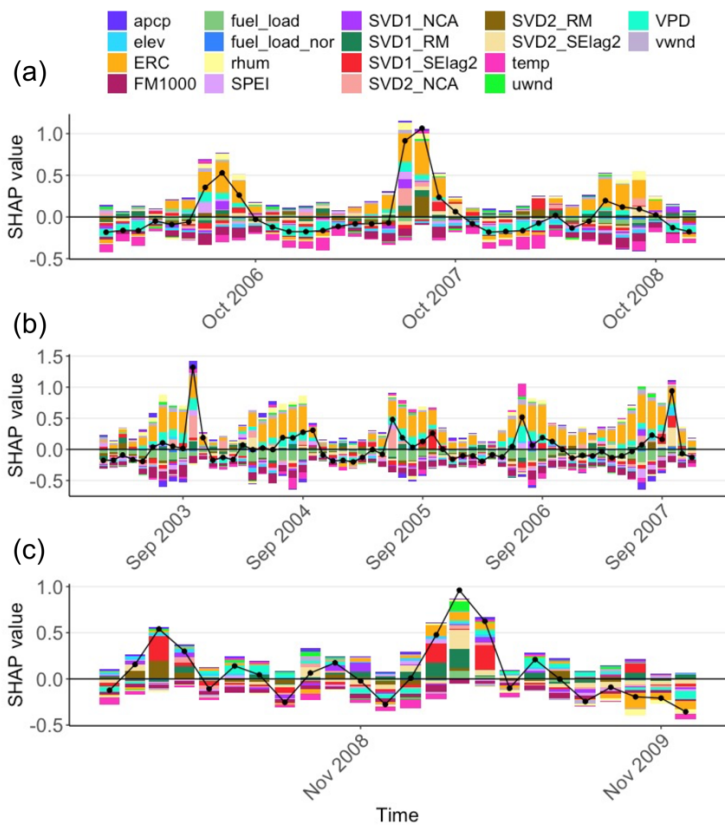 apcp fuel_load SVD1_NCA SVD2_RM VPD
elev fuel_load_nor SVD1_RM SVD2_SElag2 vwnd
ERC rhum SVD1_SElag2 temp
FM1000 SPEI SVD2_NCA uwnd
(a)
SHAP value
1.0
0.5
0.0
-0.5
Oct 2006
Oct 2007
Oct 2008
(b)
SHAP value
1.5
1.0
0.5
0.0
-0.5
Sep 2003
Sep 2004
Sep 2005
Sep 2006
Sep 2007
(c)
SHAP value
1.0
0.5
0.0
-0.5
Nov 2008
Nov 2009
Time